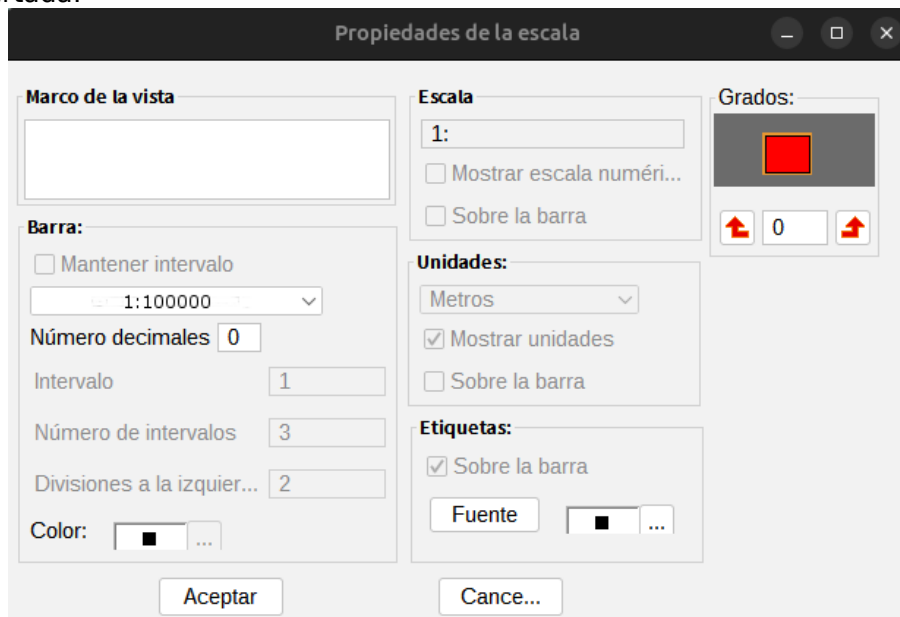 Propiedades de la escala
Marco de la vista
Barra:
Mantener intervalo
1:100000
Número decimales 0
Intervalo 1
Número de intervalos 3
Divisiones a la izquier... 2
Color: ...
Escala
1:
Mostrar escala numéri...
Sobre la barra
Unidades:
Metros
Mostrar unidades
Sobre la barra
Etiquetas:
Sobre la barra
Fuente ...
Grados:
0
Aceptar
Cance...